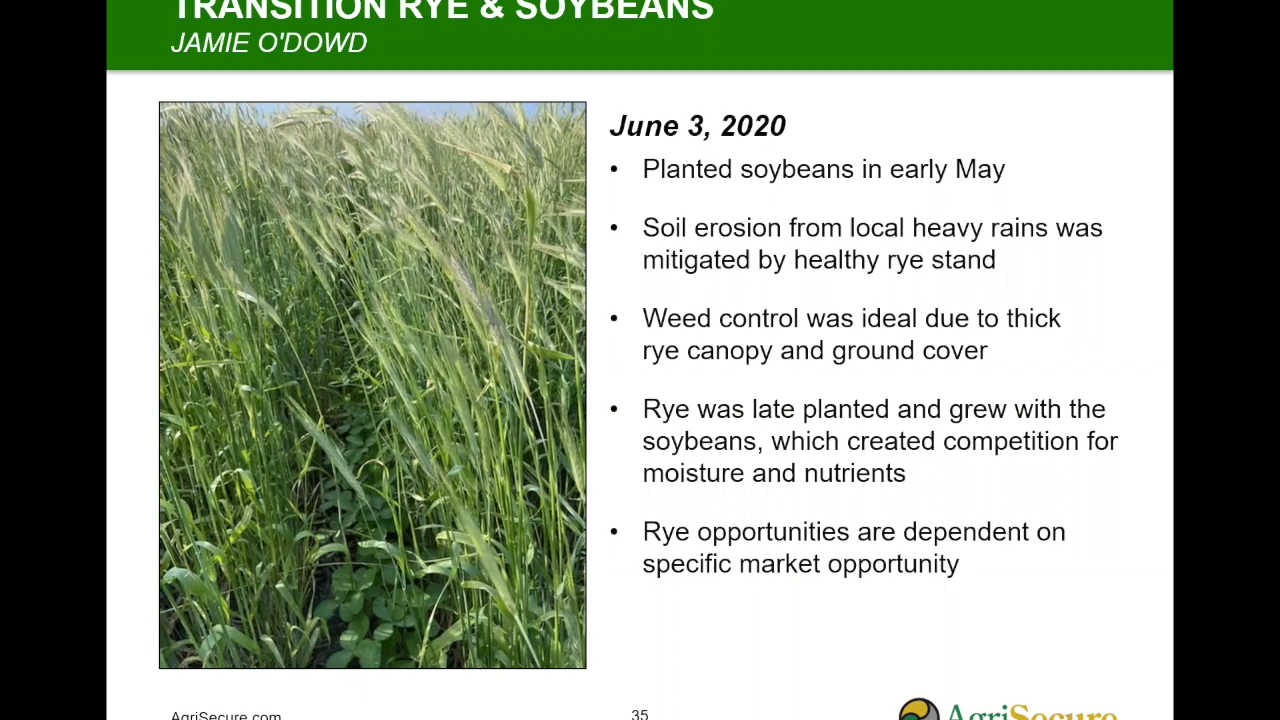 TRANSITION RYE & SOYBEANS
JAMIE O'DOWD
June 3, 2020
• Planted soybeans in early May
• Soil erosion from local heavy rains was
mitigated by healthy rye stand
• Weed control was ideal due to thick
rye canopy and ground cover
• Rye was late planted and grew with the
soybeans, which created competition for
moisture and nutrients
• Rye opportunities are dependent on
specific market opportunity
AgriSecure.com
35
AgriSecure